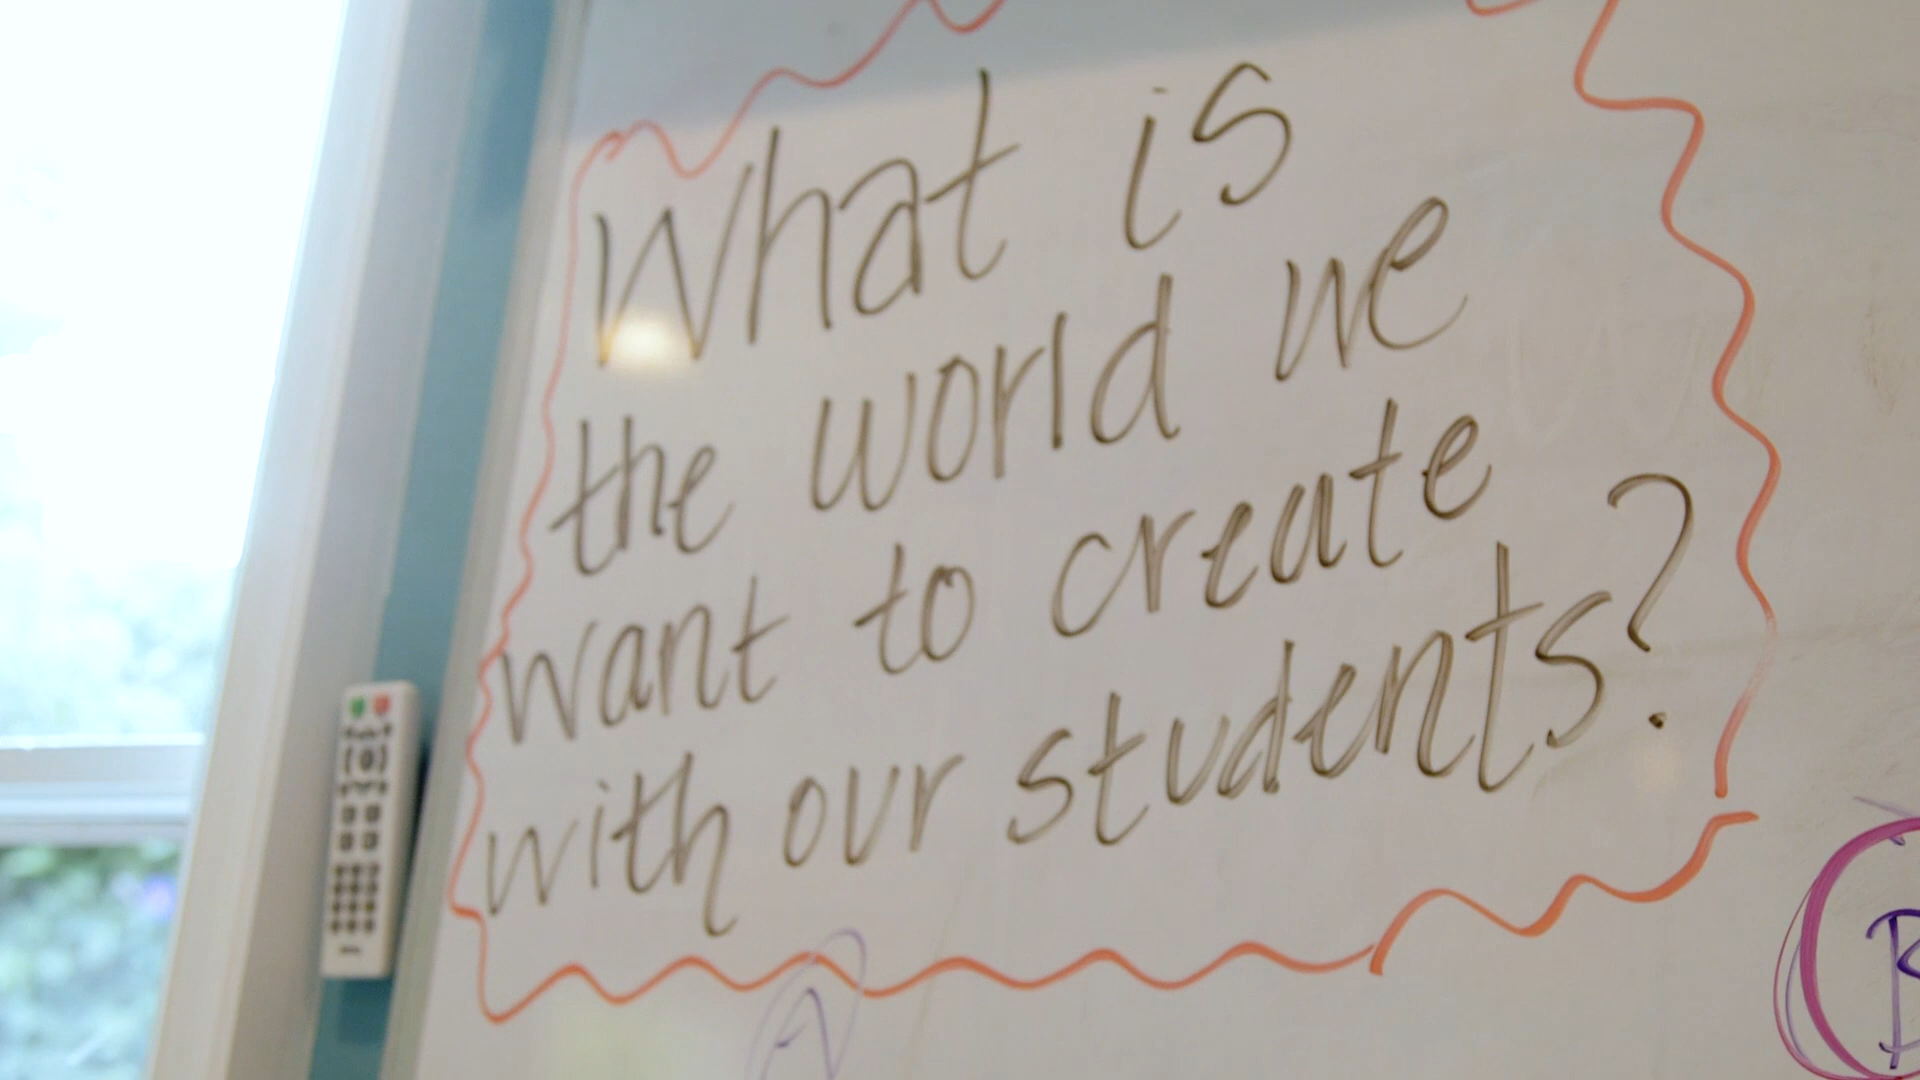 What is
the world we
want to create
with our students?
A
B